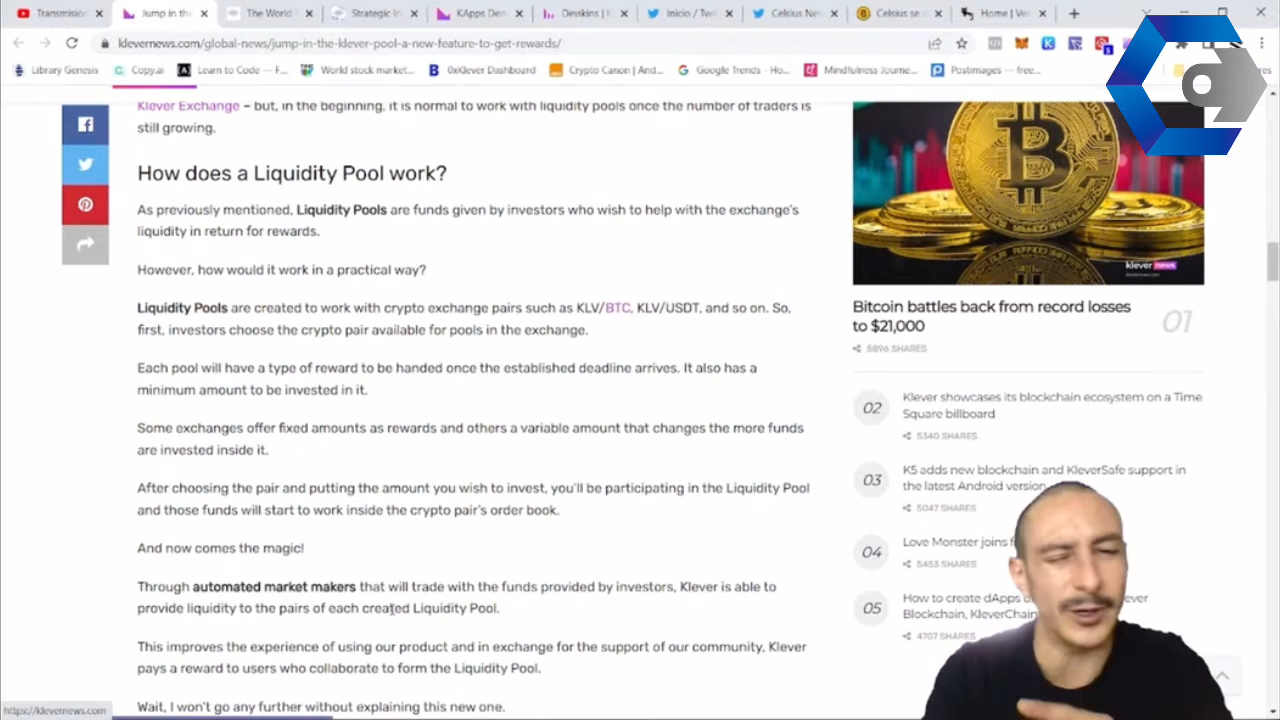 Transmisió
Jump in the
The World
Strategic In
KApps Dev
Devikins | K
Inicio / Twi
Celsius Net
Celsius se
Home | Ve
klevernews.com/global-news/jump-in-the-klever-pool-a-new-feature-to-get-rewards/
Library Genesis
Copy.ai
Learn to Code — F...
World stock market...
0xKlever Dashboard
Crypto Canon | And...
Google Trends - Ho...
Mindfulness Journe...
Postimages — free...
Klever Exchange – but, in the beginning, it is normal to work with liquidity pools once the number of traders is
still growing.
How does a Liquidity Pool work?
As previously mentioned, Liquidity Pools are funds given by investors who wish to help with the exchange's
liquidity in return for rewards.
However, how would it work in a practical way?
Liquidity Pools are created to work with crypto exchange pairs such as KLV/BTC, KLV/USDT, and so on. So,
first, investors choose the crypto pair available for pools in the exchange.
Each pool will have a type of reward to be handed once the established deadline arrives. It also has a
minimum amount to be invested in it.
Some exchanges offer fixed amounts as rewards and others a variable amount that changes the more funds
are invested inside it.
After choosing the pair and putting the amount you wish to invest, you'll be participating in the Liquidity Pool
and those funds will start to work inside the crypto pair's order book.
And now comes the magic!
Through automated market makers that will trade with the funds provided by investors, Klever is able to
provide liquidity to the pairs of each created Liquidity Pool.
This improves the experience of using our product and in exchange for the support of our community, Klever
pays a reward to users who collaborate to form the Liquidity Pool.
Wait, I won't go any further without explaining this new one.
https://klevernews.com
klever news
Bitcoin battles back from record losses
to $21,000
01
5896 SHARES
02
Klever showcases its blockchain ecosystem on a Time
Square billboard
5340 SHARES
03
K5 adds new blockchain and KleverSafe support in
the latest Android version
5047 SHARES
04
Love Monster joins f
5453 SHARES
05
How to create dApps ever
Blockchain, KleverChain
4707 SHARES